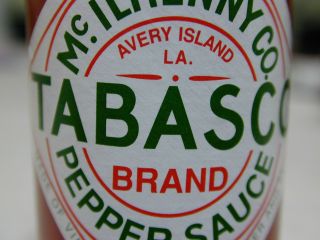 McILHENNY CO.
AVERY ISLAND
LA.
TABASCO
BRAND
PEPPER SAUCE